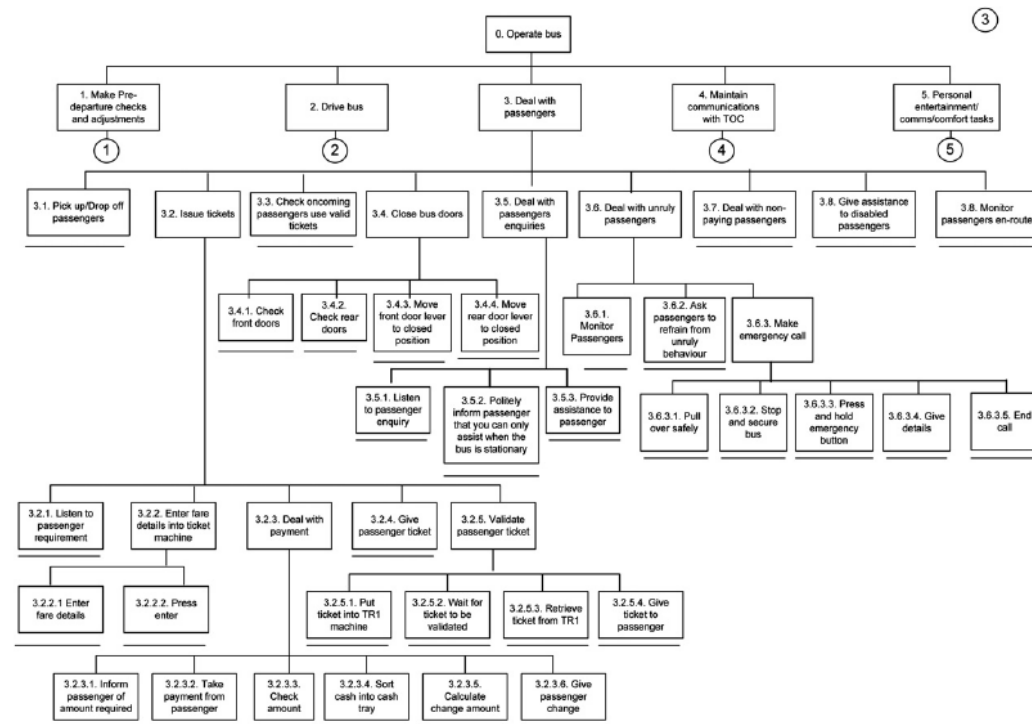 3
0. Operate bus
1. Make Pre-
departure checks
and adjustments
2. Drive bus
3. Deal with
passengers
4. Maintain
communications
with TOC
5. Personal
entertainment/
comms/comfort tasks
1
2
4
5
3.1. Pick up/Drop off
passengers
3.2. Issue tickets
3.3. Check oncoming
passengers use valid
tickets
3.4. Close bus doors
3.5. Deal with
passengers
enquiries
3.6. Deal with unruly
passengers
3.7. Deal with non-
paying passengers
3.8. Give assistance
to disabled
passengers
3.8. Monitor
passengers en-route
3.4.1. Check
front doors
3.4.2.
Check rear
doors
3.4.3. Move
front door lever
to closed
position
3.4.4. Move
rear door lever to
closed position
3.6.1.
Monitor
Passengers
3.6.2. Ask
passengers to
refrain from
unruly
behaviour
3.6.3. Make
emergency call
3.5.1. Listen
to passenger
enquiry
3.5.2. Politely
inform passenger
that you can only
assist when the
bus is stationary
3.5.3. Provide
assistance to
passenger
3.6.3.1. Pull
over safely
3.6.3.2. Stop
and secure
bus
3.6.3.3. Press
and hold
emergency
button
3.6.3.4. Give
details
3.6.3.5. End
call
3.2.1. Listen to
passenger
requirement
3.2.2. Enter fare
details into ticket
machine
3.2.3. Deal with
payment
3.2.4. Give
passenger ticket
3.2.5. Validate
passenger ticket
3.2.2.1 Enter
fare details
3.2.2.2. Press
enter
3.2.5.1. Put
ticket into TR1
machine
3.2.5.2. Wait for
ticket to be
validated
3.2.5.3. Retrieve
ticket from TR1
3.2.5.4. Give
ticket to
passenger
3.2.3.1. Inform
passenger of
amount required
3.2.3.2. Take
payment from
passenger
3.2.3.3.
Check
amount
3.2.3.4. Sort
cash into cash
tray
3.2.3.5.
Calculate
change amount
3.2.3.6. Give
passenger
change